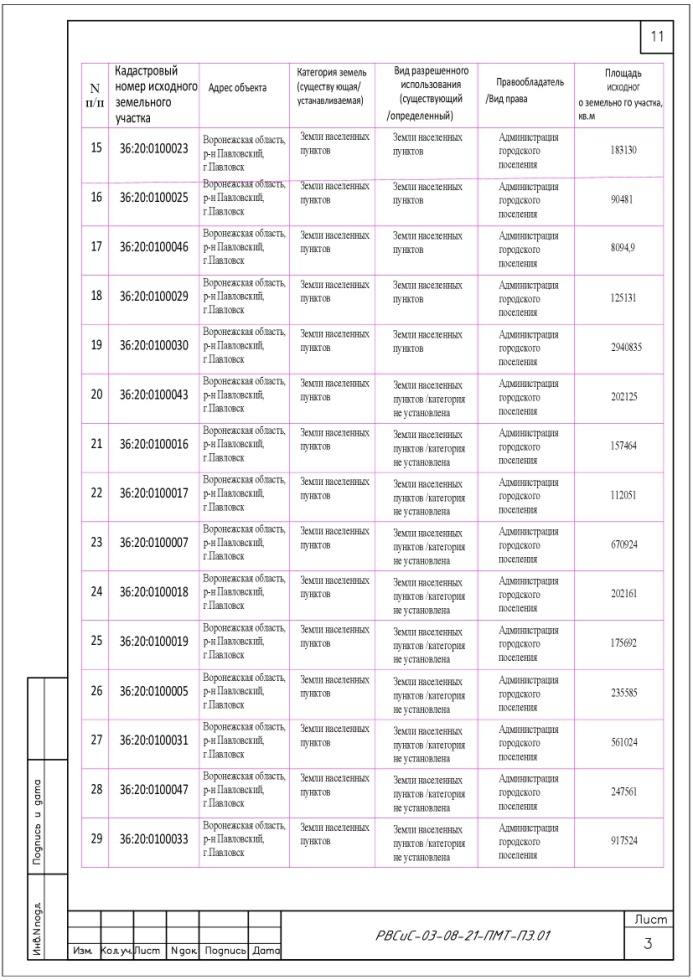 11
N п/п | Кадастровый номер исходного земельного участка | Адрес объекта | Категория земель (существу ющая/ устанавливаемая) | Вид разрешенного использования (существующий /определенный) | Правообладатель /Вид права | Площадь исходног о земельно го участка, кв.м
15 | 36:20:0100023 | Воронежская область, р-н Павловский, г.Павловск | Земли населенных пунктов | Земли населенных пунктов | Администрация городского поселения | 183130
16 | 36:20:0100025 | Воронежская область, р-н Павловский, г.Павловск | Земли населенных пунктов | Земли населенных пунктов | Администрация городского поселения | 90481
17 | 36:20:0100046 | Воронежская область, р-н Павловский, г.Павловск | Земли населенных пунктов | Земли населенных пунктов | Администрация городского поселения | 8094,9
18 | 36:20:0100029 | Воронежская область, р-н Павловский, г.Павловск | Земли населенных пунктов | Земли населенных пунктов | Администрация городского поселения | 125131
19 | 36:20:0100030 | Воронежская область, р-н Павловский, г.Павловск | Земли населенных пунктов | Земли населенных пунктов | Администрация городского поселения | 2940835
20 | 36:20:0100043 | Воронежская область, р-н Павловский, г.Павловск | Земли населенных пунктов | Земли населенных пунктов /категория не установлена | Администрация городского поселения | 202125
21 | 36:20:0100016 | Воронежская область, р-н Павловский, г.Павловск | Земли населенных пунктов | Земли населенных пунктов /категория не установлена | Администрация городского поселения | 157464
22 | 36:20:0100017 | Воронежская область, р-н Павловский, г.Павловск | Земли населенных пунктов | Земли населенных пунктов /категория не установлена | Администрация городского поселения | 112051
23 | 36:20:0100007 | Воронежская область, р-н Павловский, г.Павловск | Земли населенных пунктов | Земли населенных пунктов /категория не установлена | Администрация городского поселения | 670924
24 | 36:20:0100018 | Воронежская область, р-н Павловский, г.Павловск | Земли населенных пунктов | Земли населенных пунктов /категория не установлена | Администрация городского поселения | 202161
25 | 36:20:0100019 | Воронежская область, р-н Павловский, г.Павловск | Земли населенных пунктов | Земли населенных пунктов /категория не установлена | Администрация городского поселения | 175692
26 | 36:20:0100005 | Воронежская область, р-н Павловский, г.Павловск | Земли населенных пунктов | Земли населенных пунктов /категория не установлена | Администрация городского поселения | 235585
27 | 36:20:0100031 | Воронежская область, р-н Павловский, г.Павловск | Земли населенных пунктов | Земли населенных пунктов /категория не установлена | Администрация городского поселения | 561024
28 | 36:20:0100047 | Воронежская область, р-н Павловский, г.Павловск | Земли населенных пунктов | Земли населенных пунктов /категория не установлена | Администрация городского поселения | 247561
29 | 36:20:0100033 | Воронежская область, р-н Павловский, г.Павловск | Земли населенных пунктов | Земли населенных пунктов /категория не установлена | Администрация городского поселения | 917524
Подпись и дата
Инв.N подл.
Изм. Кол.уч. Лист N док. Подпись Дата
РВСиС-03-08-21-ПМТ-ПЗ.01
Лист
3